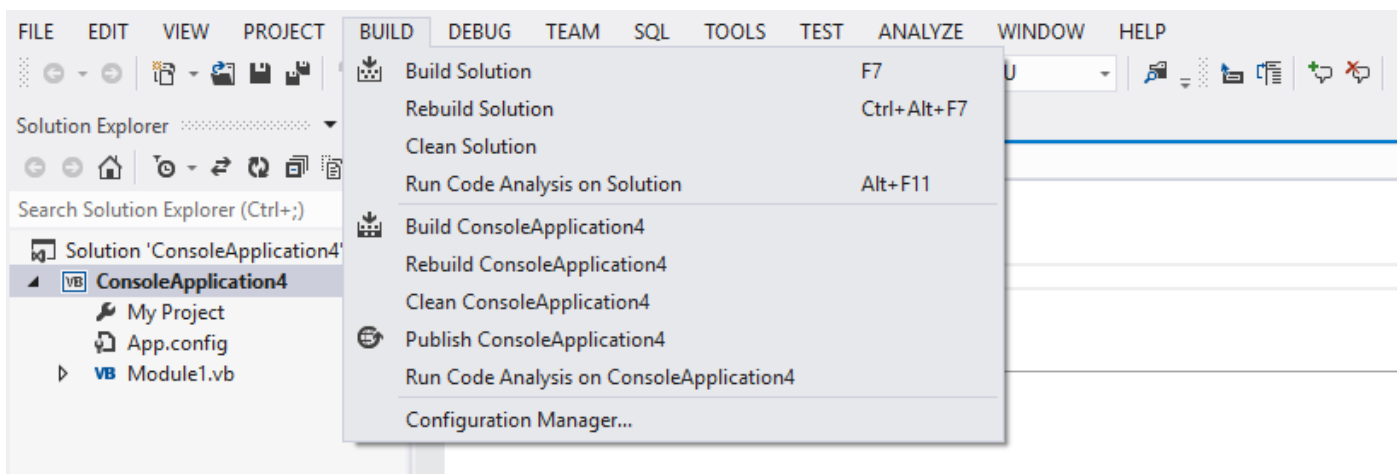 FILE EDIT VIEW PROJECT BUILD DEBUG TEAM SQL TOOLS TEST ANALYZE WINDOW HELP
Build Solution F7
U
Rebuild Solution Ctrl+Alt+F7
Solution Explorer
Clean Solution
Run Code Analysis on Solution Alt+F11
Search Solution Explorer (Ctrl+;)
Build ConsoleApplication4
Solution 'ConsoleApplication4'
Rebuild ConsoleApplication4
VB ConsoleApplication4
Clean ConsoleApplication4
My Project
Publish ConsoleApplication4
App.config
Run Code Analysis on ConsoleApplication4
VB Module1.vb
Configuration Manager...